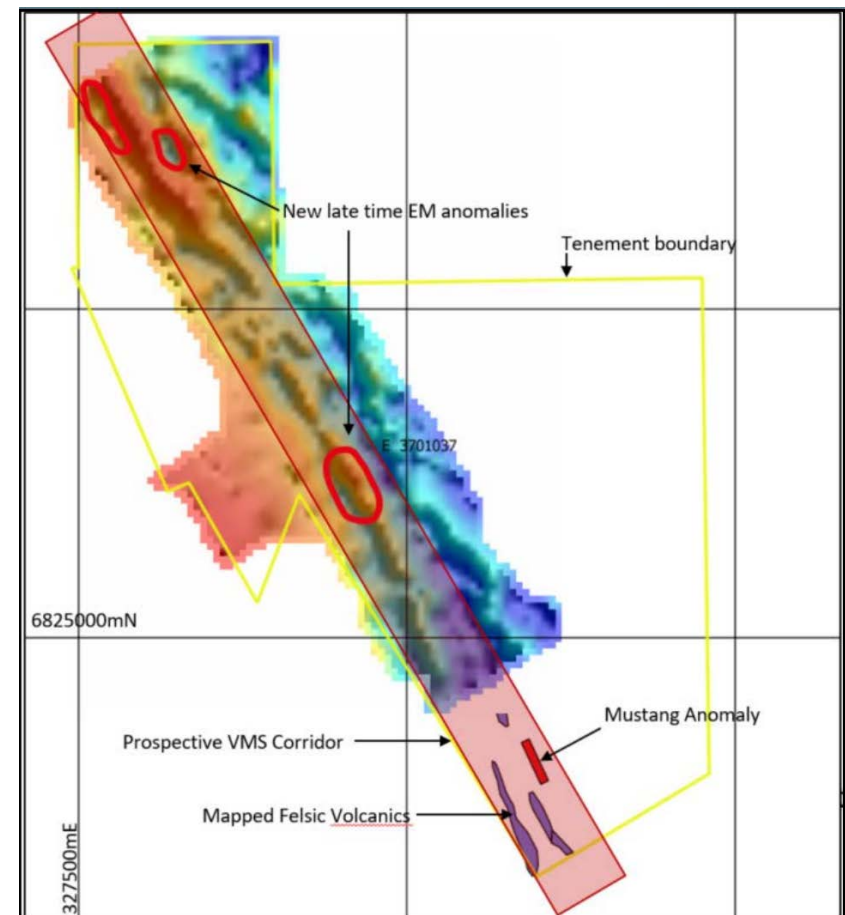 New late time EM anomalies
Tenement boundary
E 3701037
6825000mN
Mustang Anomaly
Prospective VMS Corridor
Mapped Felsic Volcanics
327500mE